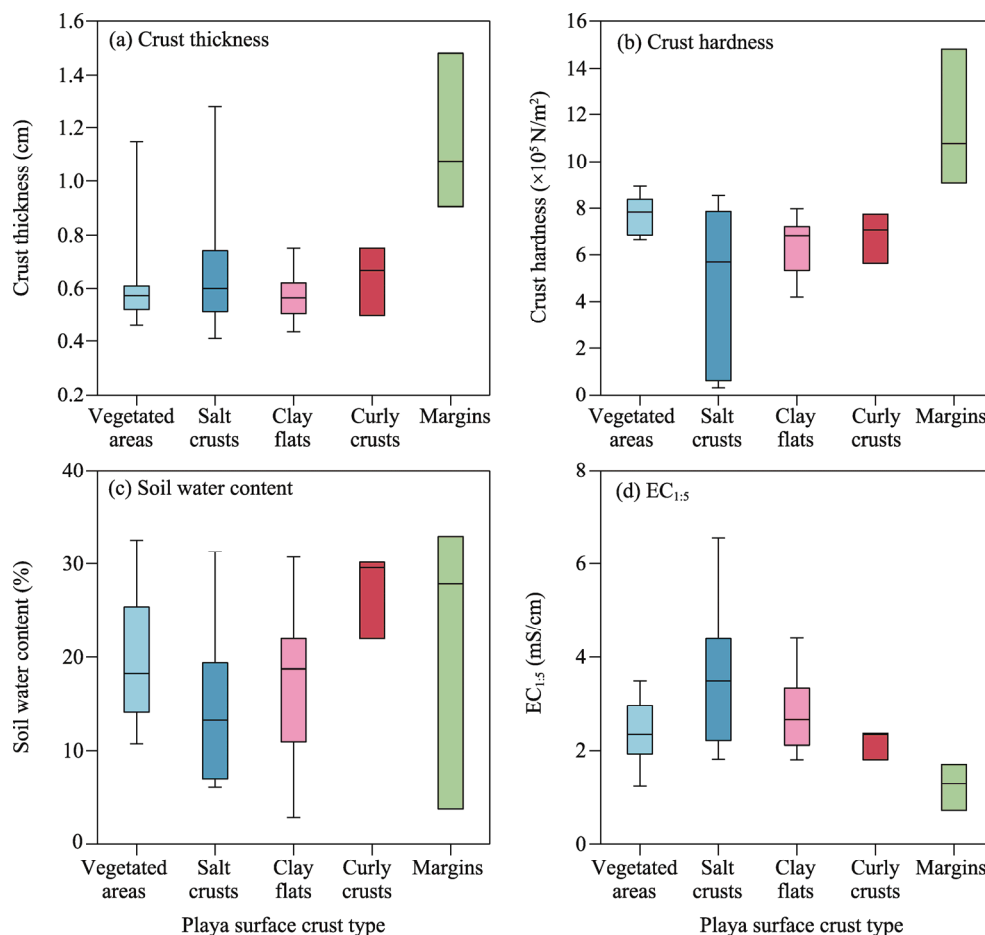 (a) Crust thickness
Crust thickness (cm)
1.6
1.4
1.2
1.0
0.8
0.6
0.4
0.2
Vegetated areas
Salt crusts
Clay flats
Curly crusts
Margins
(b) Crust hardness
Crust hardness (×10⁵ N/m²)
16
14
12
10
8
6
4
2
0
Vegetated areas
Salt crusts
Clay flats
Curly crusts
Margins
(c) Soil water content
Soil water content (%)
40
30
20
10
0
Vegetated areas
Salt crusts
Clay flats
Curly crusts
Margins
Playa surface crust type
(d) EC₁:₅
EC₁:₅ (mS/cm)
8
6
4
2
0
Vegetated areas
Salt crusts
Clay flats
Curly crusts
Margins
Playa surface crust type